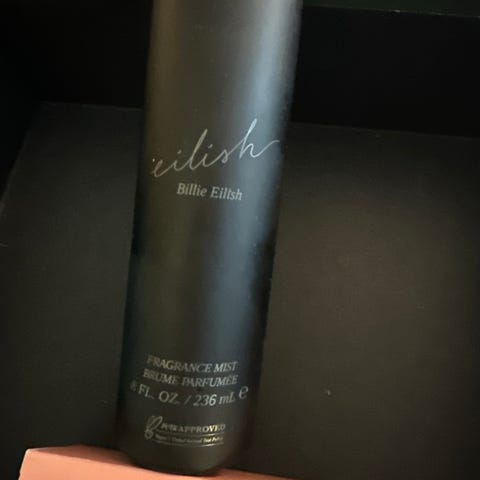 eilish
Billie Eilish
FRAGRANCE MIST
BRUME PARFUMÉE
8 FL. OZ. / 236 mL ℮
PETA APPROVED